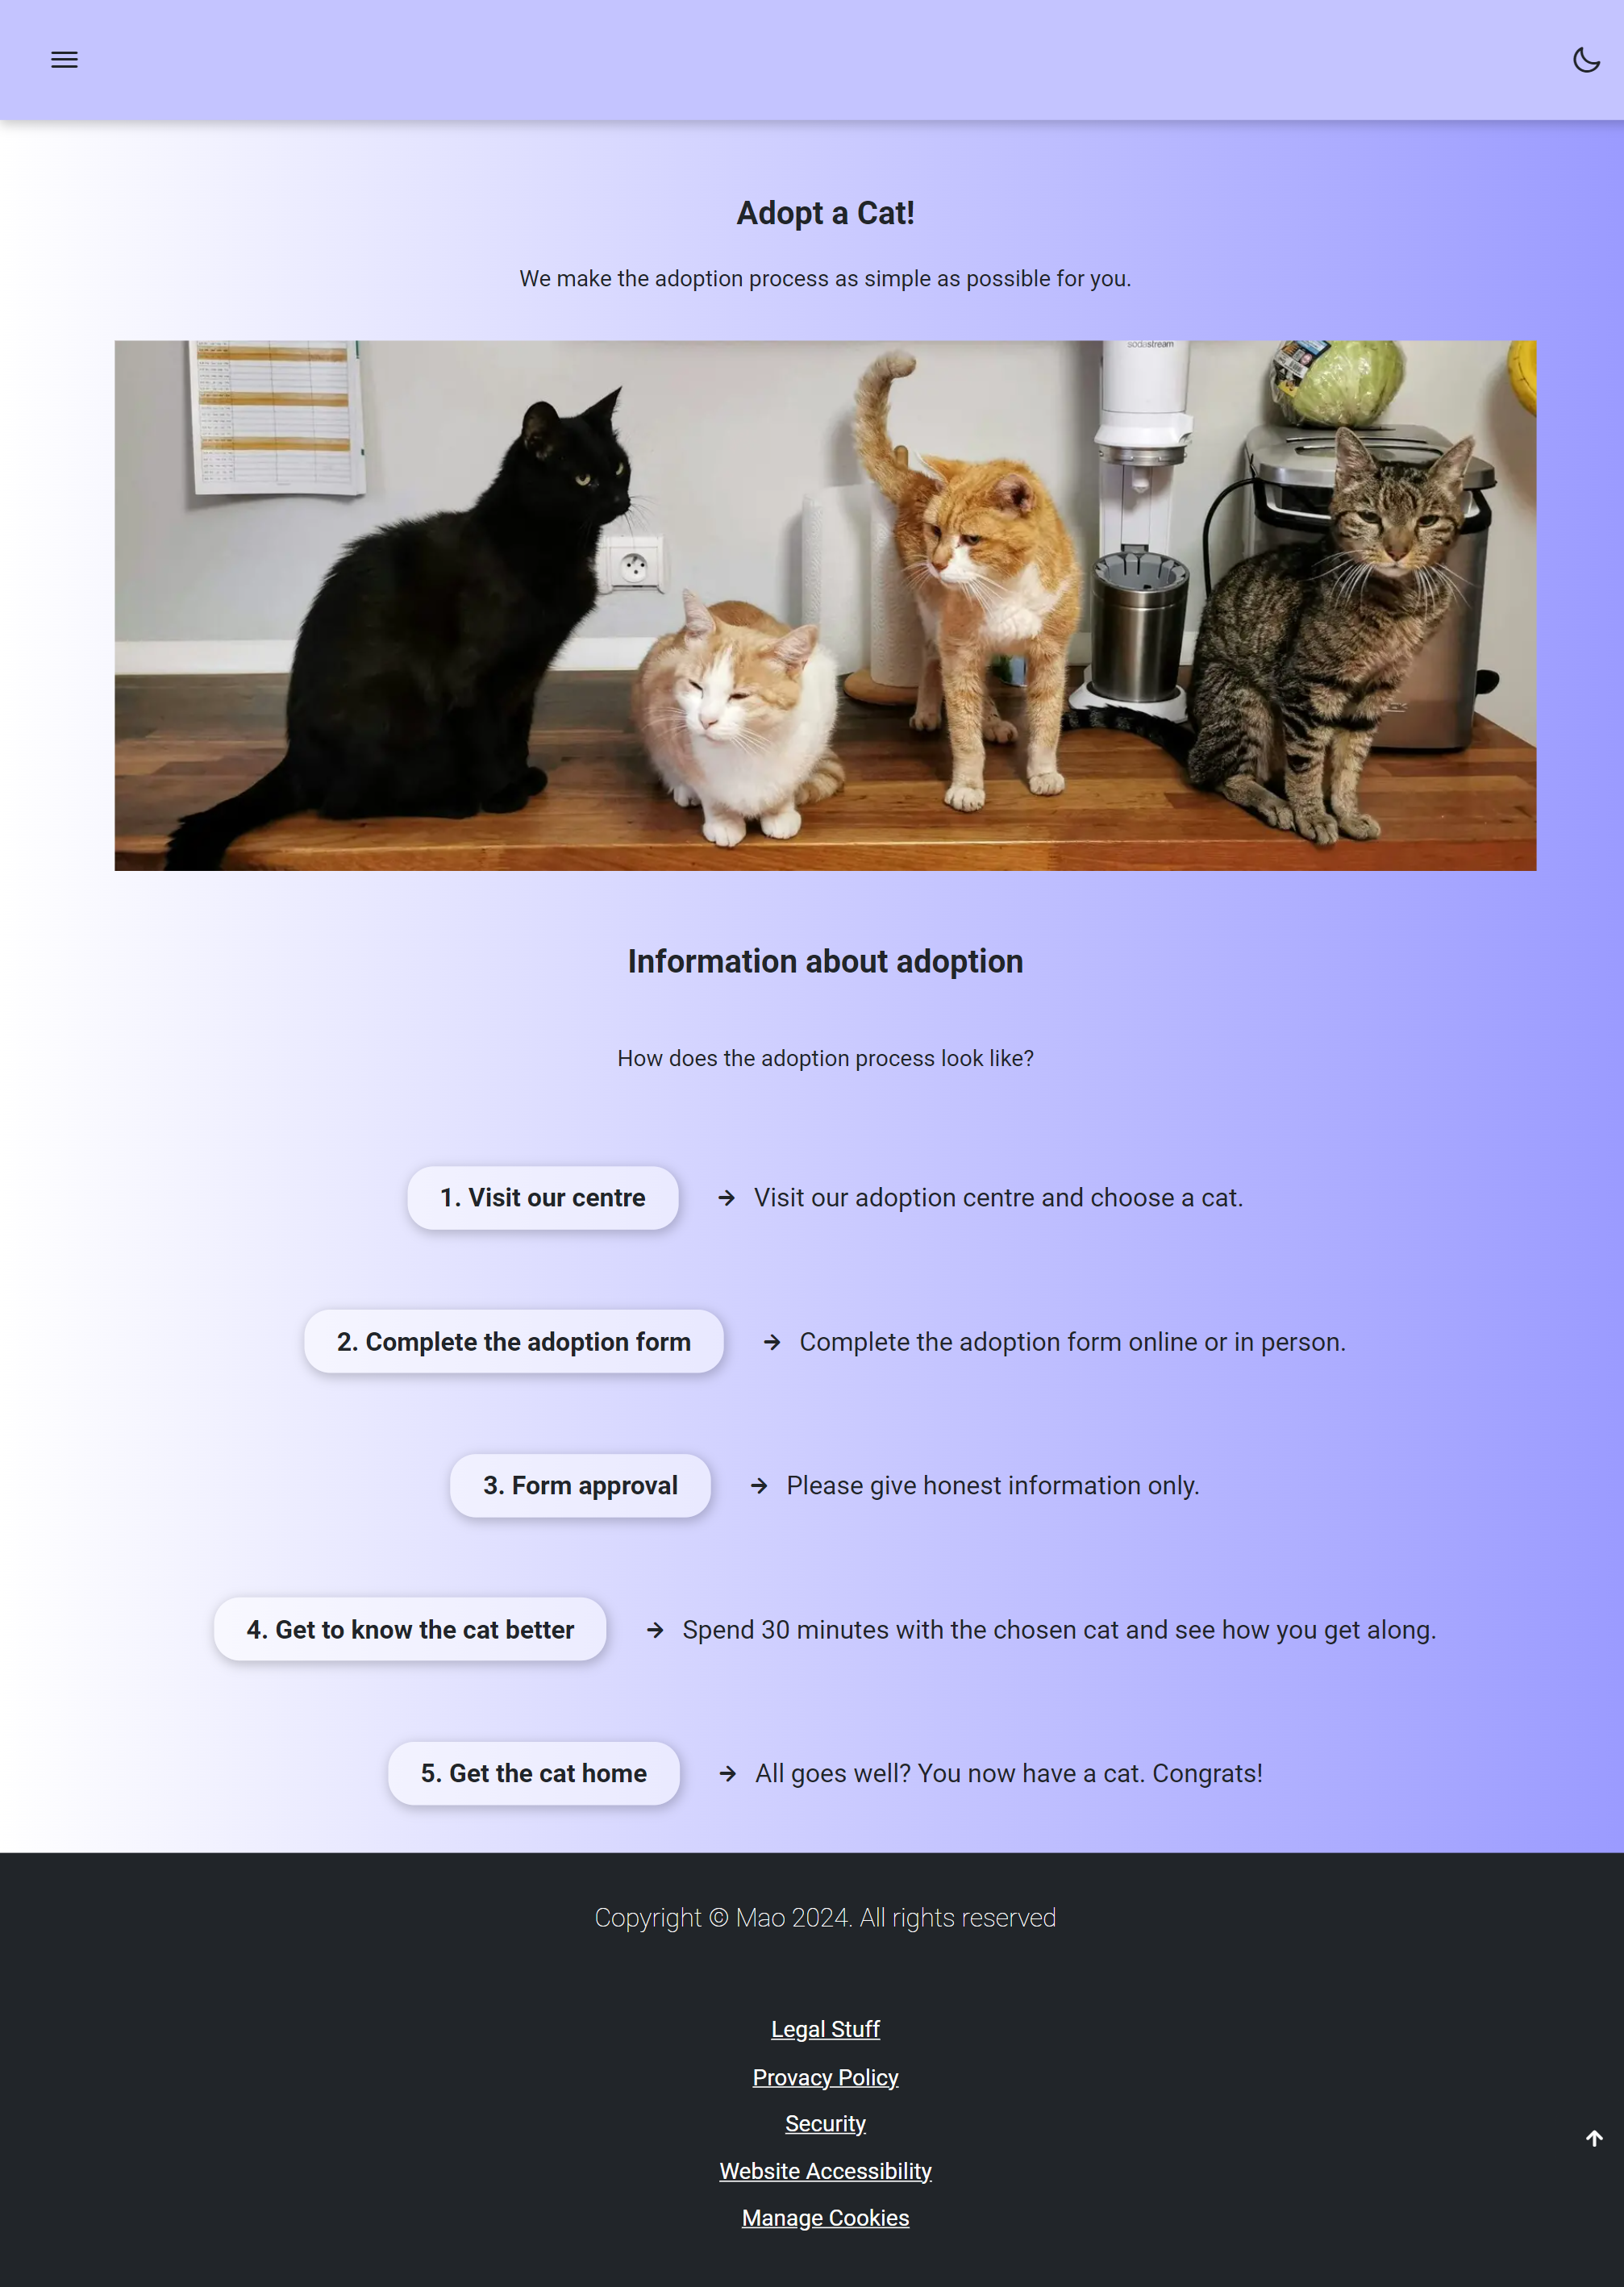 Adopt a Cat!
We make the adoption process as simple as possible for you.
sodastream
Information about adoption
How does the adoption process look like?
1. Visit our centre → Visit our adoption centre and choose a cat.
2. Complete the adoption form → Complete the adoption form online or in person.
3. Form approval → Please give honest information only.
4. Get to know the cat better → Spend 30 minutes with the chosen cat and see how you get along.
5. Get the cat home → All goes well? You now have a cat. Congrats!
Copyright © Mao 2024. All rights reserved
Legal Stuff
Provacy Policy
Security
Website Accessibility
Manage Cookies